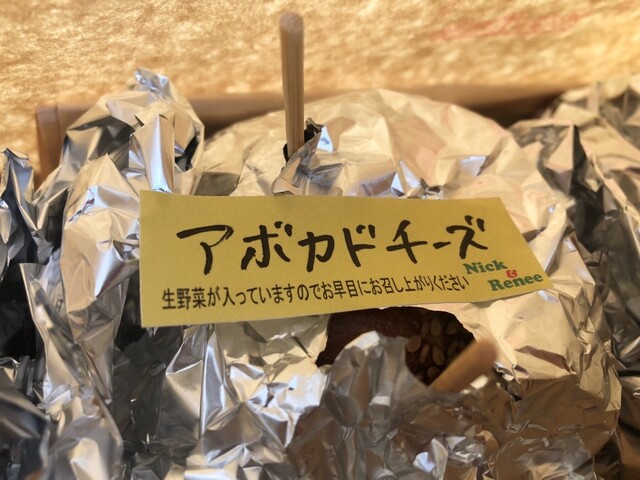 アボカドチーズ
生野菜が入っていますのでお早目にお召し上がりください
Nick
&
Renee